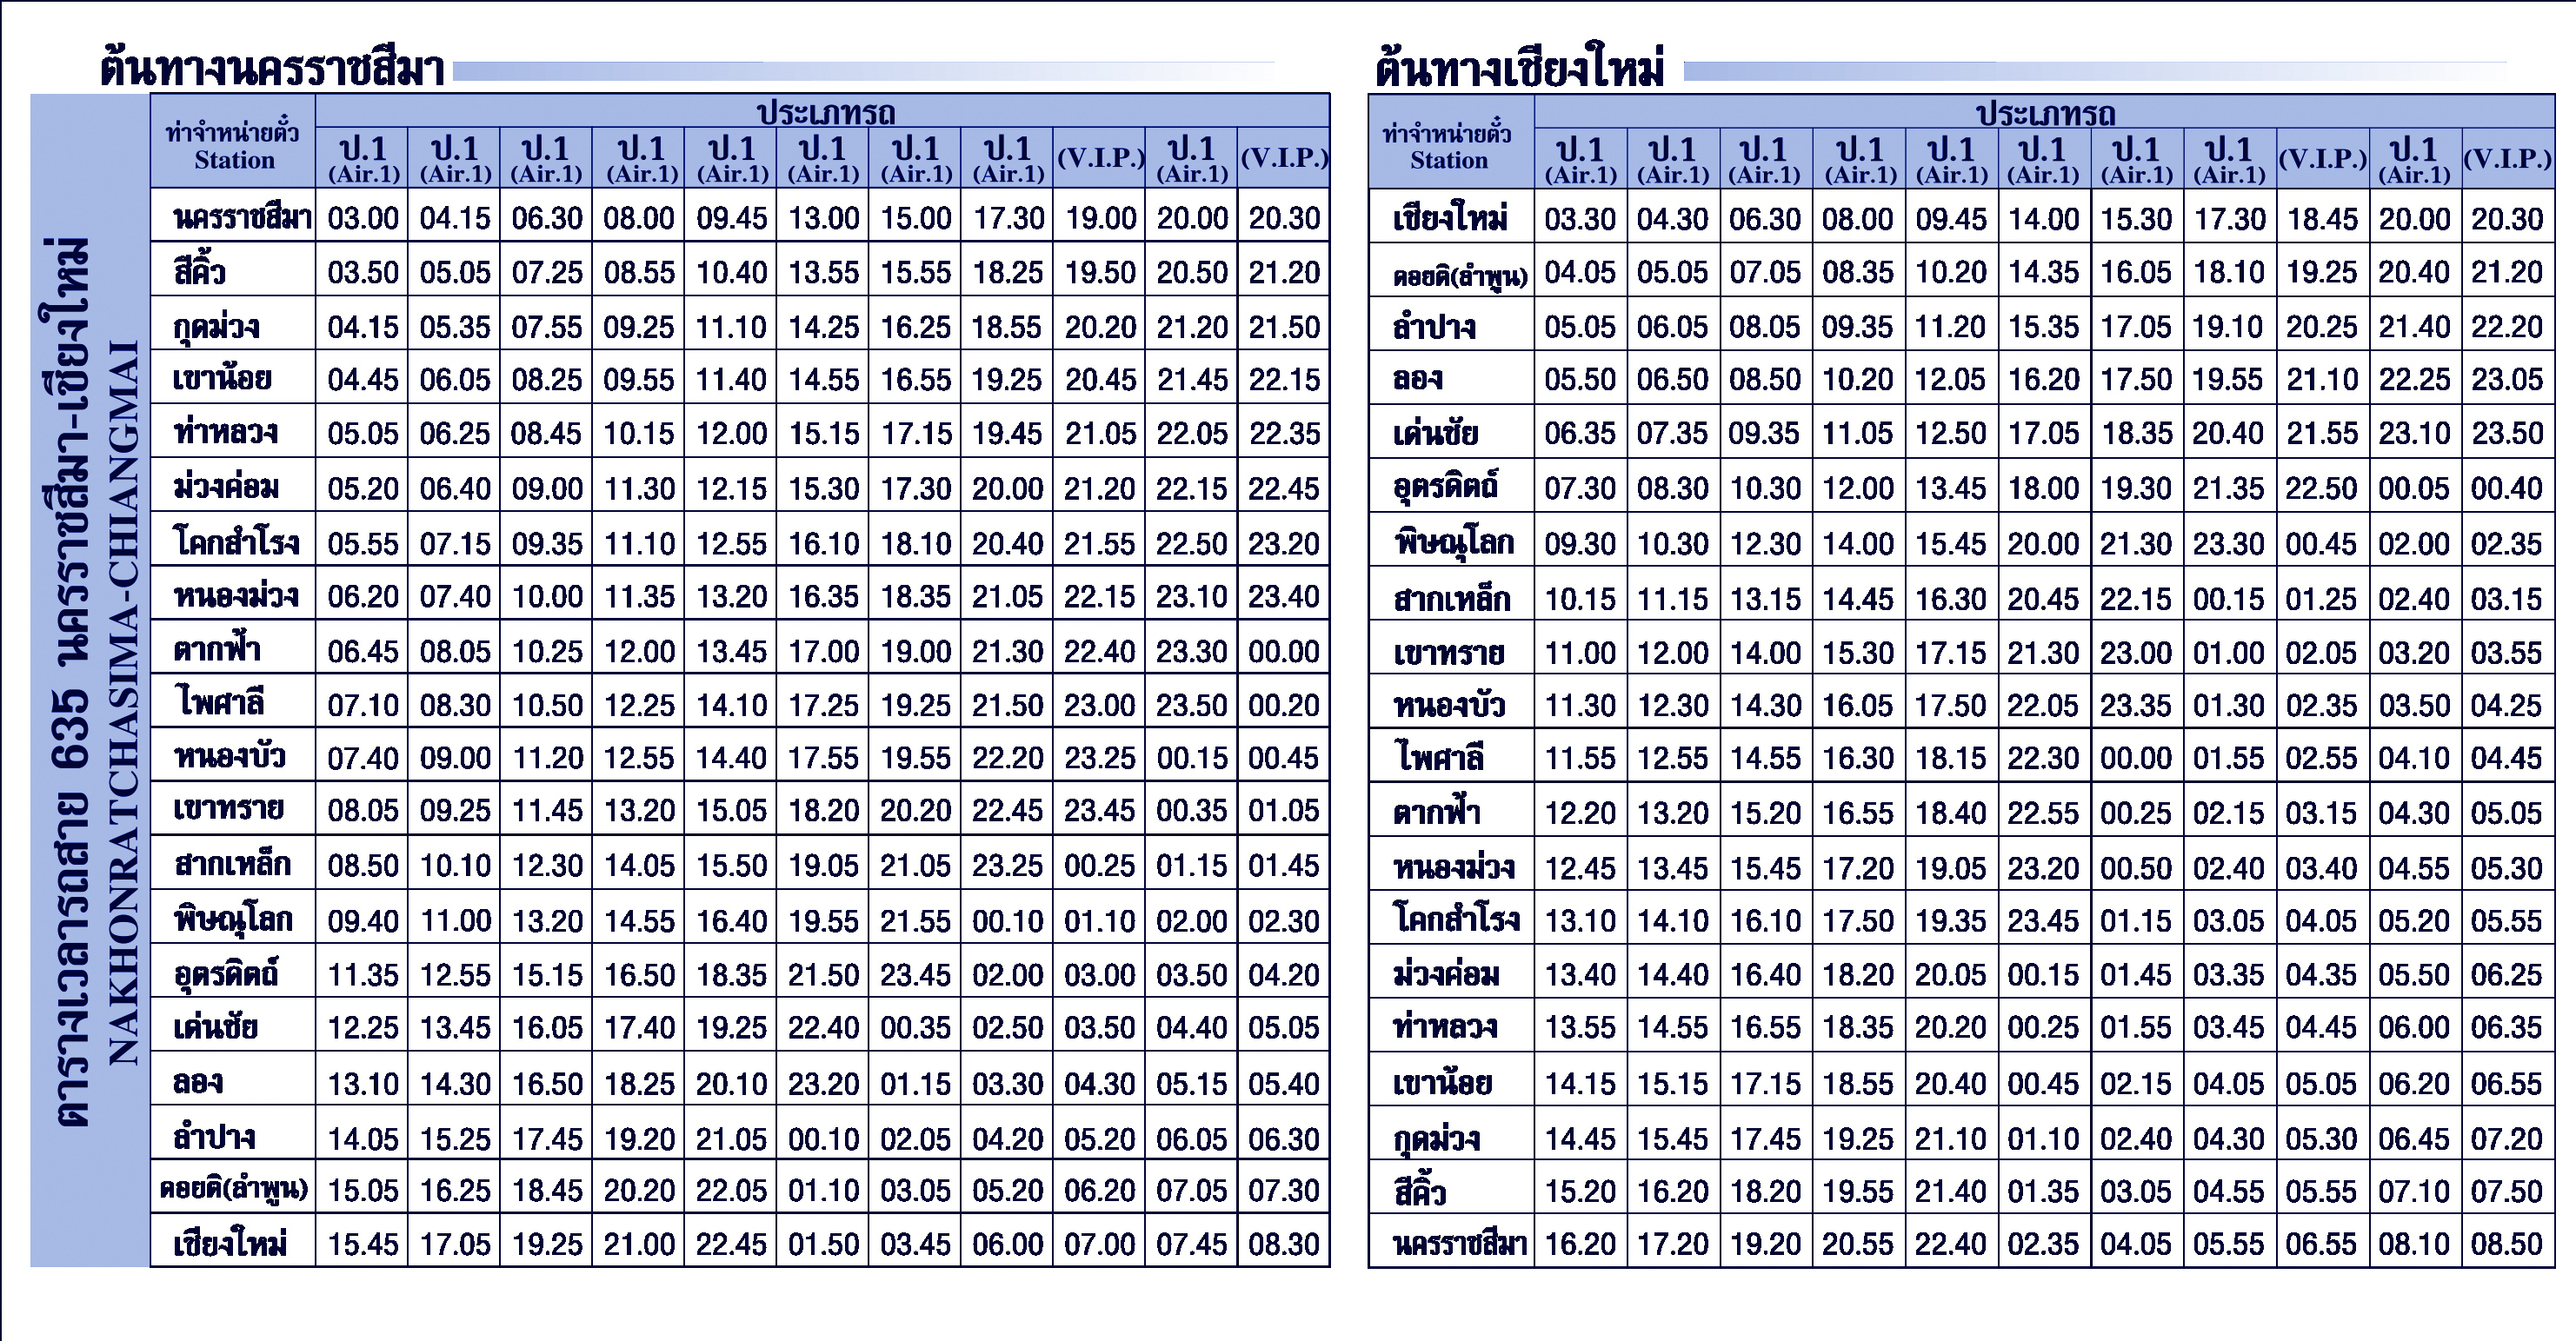 ตารางเวลารถสาย 635 นครราชสีมา-เชียงใหม่
NAKHONRATCHASIMA-CHIANGMAI
ต้นทางนครราชสีมา
ท่าจำหน่ายตั๋ว Station ประเภทรถ
ป.1 (Air.1) ป.1 (Air.1) ป.1 (Air.1) ป.1 (Air.1) ป.1 (Air.1) ป.1 (Air.1) ป.1 (Air.1) ป.1 (Air.1) (V.I.P.) ป.1 (Air.1) (V.I.P.)
นครราชสีมา 03.00 04.15 06.30 08.00 09.45 13.00 15.00 17.30 19.00 20.00 20.30
สีคิ้ว 03.50 05.05 07.25 08.55 10.40 13.55 15.55 18.25 19.50 20.50 21.20
กุดม่วง 04.15 05.35 07.55 09.25 11.10 14.25 16.25 18.55 20.20 21.20 21.50
เขาน้อย 04.45 06.05 08.25 09.55 11.40 14.55 16.55 19.25 20.45 21.45 22.15
ท่าหลวง 05.05 06.25 08.45 10.15 12.00 15.15 17.15 19.45 21.05 22.05 22.35
ม่วงค่อม 05.20 06.40 09.00 11.30 12.15 15.30 17.30 20.00 21.20 22.15 22.45
โคกสำโรง 05.55 07.15 09.35 11.10 12.55 16.10 18.10 20.40 21.55 22.50 23.20
หนองม่วง 06.20 07.40 10.00 11.35 13.20 16.35 18.35 21.05 22.15 23.10 23.40
ตากฟ้า 06.45 08.05 10.25 12.00 13.45 17.00 19.00 21.30 22.40 23.30 00.00
ไพศาลี 07.10 08.30 10.50 12.25 14.10 17.25 19.25 21.50 23.00 23.50 00.20
หนองบัว 07.40 09.00 11.20 12.55 14.40 17.55 19.55 22.20 23.25 00.15 00.45
เขาทราย 08.05 09.25 11.45 13.20 15.05 18.20 20.20 22.45 23.45 00.35 01.05
สากเหล็ก 08.50 10.10 12.30 14.05 15.50 19.05 21.05 23.25 00.25 01.15 01.45
พิษณุโลก 09.40 11.00 13.20 14.55 16.40 19.55 21.55 00.10 01.10 02.00 02.30
อุตรดิตถ์ 11.35 12.55 15.15 16.50 18.35 21.50 23.45 02.00 03.00 03.50 04.20
เด่นชัย 12.25 13.45 16.05 17.40 19.25 22.40 00.35 02.50 03.50 04.40 05.05
ลอง 13.10 14.30 16.50 18.25 20.10 23.20 01.15 03.30 04.30 05.15 05.40
ลำปาง 14.05 15.25 17.45 19.20 21.05 00.10 02.05 04.20 05.20 06.05 06.30
ดอยติ(ลำพูน) 15.05 16.25 18.45 20.20 22.05 01.10 03.05 05.20 06.20 07.05 07.30
เชียงใหม่ 15.45 17.05 19.25 21.00 22.45 01.50 03.45 06.00 07.00 07.45 08.30
ต้นทางเชียงใหม่
ท่าจำหน่ายตั๋ว Station ประเภทรถ
ป.1 (Air.1) ป.1 (Air.1) ป.1 (Air.1) ป.1 (Air.1) ป.1 (Air.1) ป.1 (Air.1) ป.1 (Air.1) ป.1 (Air.1) (V.I.P.) ป.1 (Air.1) (V.I.P.)
เชียงใหม่ 03.30 04.30 06.30 08.00 09.45 14.00 15.30 17.30 18.45 20.00 20.30
ดอยติ(ลำพูน) 04.05 05.05 07.05 08.35 10.20 14.35 16.05 18.10 19.25 20.40 21.20
ลำปาง 05.05 06.05 08.05 09.35 11.20 15.35 17.05 19.10 20.25 21.40 22.20
ลอง 05.50 06.50 08.50 10.20 12.05 16.20 17.50 19.55 21.10 22.25 23.05
เด่นชัย 06.35 07.35 09.35 11.05 12.50 17.05 18.35 20.40 21.55 23.10 23.50
อุตรดิตถ์ 07.30 08.30 10.30 12.00 13.45 18.00 19.30 21.35 22.50 00.05 00.40
พิษณุโลก 09.30 10.30 12.30 14.00 15.45 20.00 21.30 23.30 00.45 02.00 02.35
สากเหล็ก 10.15 11.15 13.15 14.45 16.30 20.45 22.15 00.15 01.25 02.40 03.15
เขาทราย 11.00 12.00 14.00 15.30 17.15 21.30 23.00 01.00 02.05 03.20 03.55
หนองบัว 11.30 12.30 14.30 16.05 17.50 22.05 23.35 01.30 02.35 03.50 04.25
ไพศาลี 11.55 12.55 14.55 16.30 18.15 22.30 00.00 01.55 02.55 04.10 04.45
ตากฟ้า 12.20 13.20 15.20 16.55 18.40 22.55 00.25 02.15 03.15 04.30 05.05
หนองม่วง 12.45 13.45 15.45 17.20 19.05 23.20 00.50 02.40 03.40 04.55 05.30
โคกสำโรง 13.10 14.10 16.10 17.50 19.35 23.45 01.15 03.05 04.05 05.20 05.55
ม่วงค่อม 13.40 14.40 16.40 18.20 20.05 00.15 01.45 03.35 04.35 05.50 06.25
ท่าหลวง 13.55 14.55 16.55 18.35 20.20 00.25 01.55 03.45 04.45 06.00 06.35
เขาน้อย 14.15 15.15 17.15 18.55 20.40 00.45 02.15 04.05 05.05 06.20 06.55
กุดม่วง 14.45 15.45 17.45 19.25 21.10 01.10 02.40 04.30 05.30 06.45 07.20
สีคิ้ว 15.20 16.20 18.20 19.55 21.40 01.35 03.05 04.55 05.55 07.10 07.50
นครราชสีมา 16.20 17.20 19.20 20.55 22.40 02.35 04.05 05.55 06.55 08.10 08.50